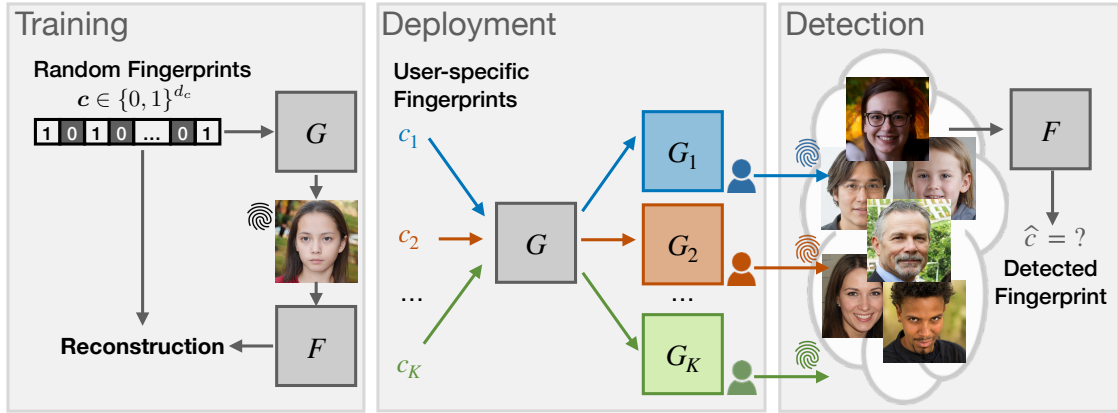 Training
Random Fingerprints
c ∈ {0, 1}^{d_c}
1 0 1 0 ... 0 1
G
F
Reconstruction
Deployment
User-specific
Fingerprints
c_1
c_2
...
c_K
G
G_1
G_2
...
G_K
Detection
F
ĉ = ?
Detected
Fingerprint